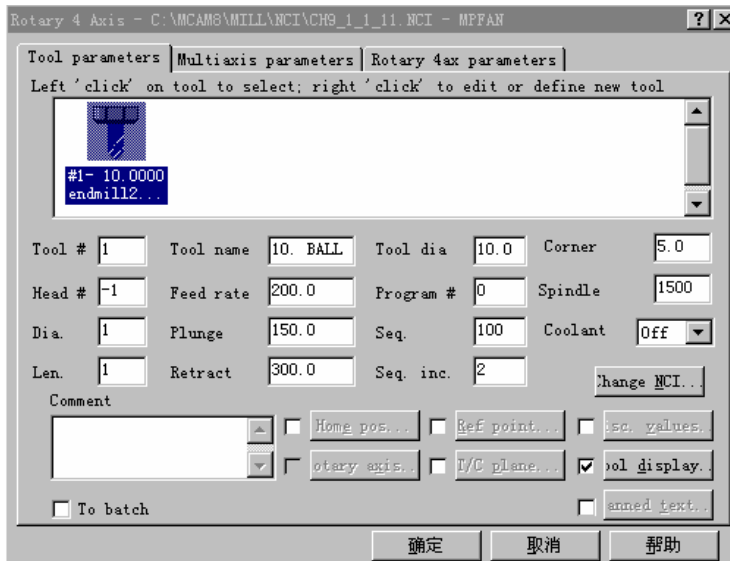 Rotary 4 Axis - C:\MCAM8\MILL\NCI\CH9_1_1_11.NCI - MPFAN
Tool parameters Multiaxis parameters Rotary 4ax parameters
Left 'click' on tool to select; right 'click' to edit or define new tool
#1- 10.0000
endmill2...
Tool # 1 Tool name 10. BALL Tool dia 10.0 Corner 5.0
Head # -1 Feed rate 200.0 Program # 0 Spindle 1500
Dia. 1 Plunge 150.0 Seq. 100 Coolant Off
Len. 1 Retract 300.0 Seq. inc. 2
Change NCI...
Comment
Home pos... Ref point... isc. values..
otary axis.. T/C plane... ool display..
To batch anned text..
确定 取消 帮助